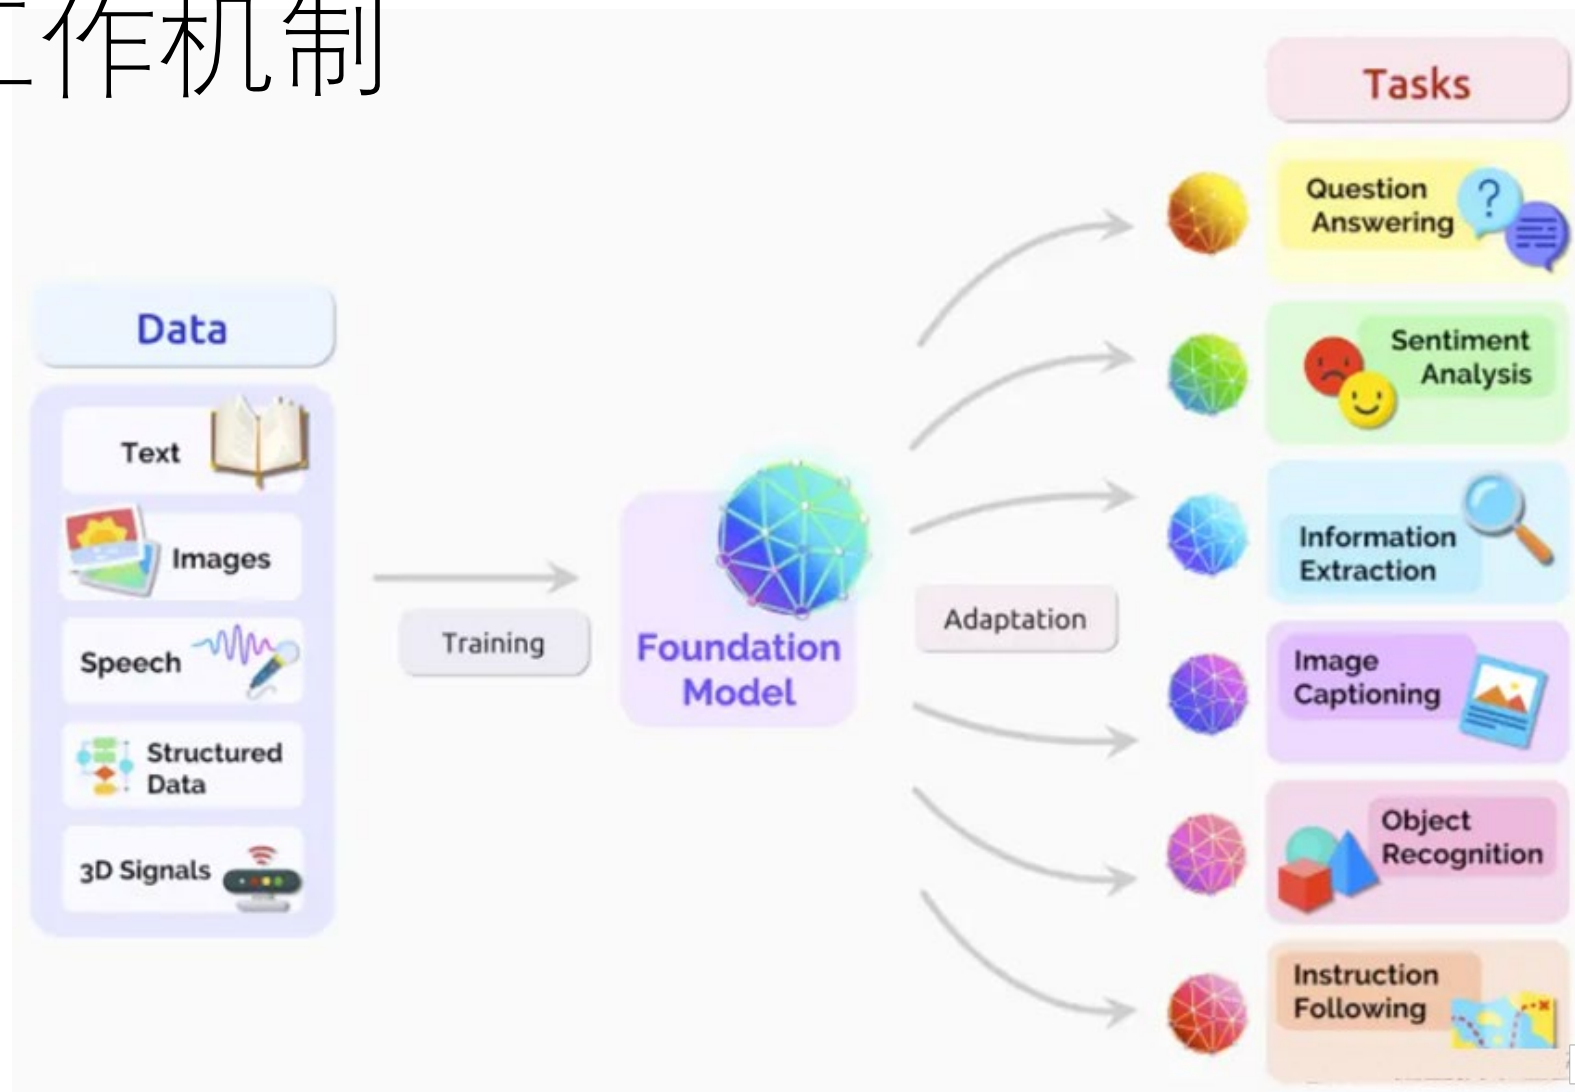 工作机制
Tasks
Question
Answering
Data
Sentiment
Analysis
Text
Images
Information
Extraction
Training
Foundation
Model
Adaptation
Speech
Image
Captioning
Structured
Data
Object
Recognition
3D Signals
Instruction
Following